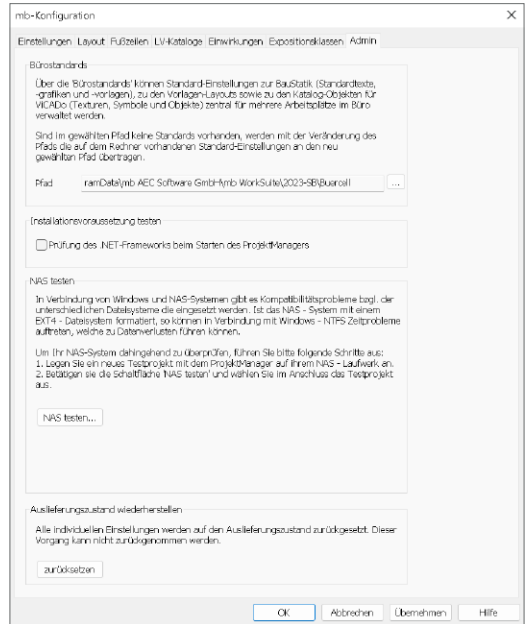 mb-Konfiguration
Einstellungen Layout Fußzeilen LV-Kataloge Einwirkungen Expositionsklassen Admin
Bürostandards
Über die 'Bürostandards' können Standard-Einstellungen zur BauStatik (Standardtexte,
-grafiken und -vorlagen), zu den Vorlagen-Layouts sowie zu den Katalog-Objekten für
ViCADo (Texturen, Symbole und Objekte) zentral für mehrere Arbeitsplätze im Büro
verwaltet werden.
Sind im gewählten Pfad keine Standards vorhanden, werden mit der Veränderung des
Pfads die auf dem Rechner vorhandenen Standard-Einstellungen an den neu
gewählten Pfad übertragen.
Pfad ramData\mb AEC Software GmbH\mb WorkSuite\2023-SB\Buero\ ...
Installationsvoraussetzung testen
Prüfung des .NET-Frameworks beim Starten des ProjektManagers
NAS testen
In Verbindung von Windows und NAS-Systemen gibt es Kompatibilitätsprobleme bzgl. der
unterschiedlichen Dateisysteme die eingesetzt werden. Ist das NAS - System mit einem
EXT4 - Dateisystem formatiert, so können in Verbindung mit Windows - NTFS Zeitprobleme
auftreten, welche zu Datenverlusten führen können.
Um Ihr NAS-System dahingehend zu überprüfen, führen Sie bitte folgende Schritte aus:
1. Legen Sie ein neues Testprojekt mit dem ProjektManager auf ihrem NAS - Laufwerk an.
2. Betätigen sie die Schaltfläche 'NAS testen' und wählen Sie im Anschluss das Testprojekt
aus.
NAS testen...
Auslieferungszustand wiederherstellen
Alle individuellen Einstellungen werden auf den Auslieferungszustand zurückgesetzt. Dieser
Vorgang kann nicht zurückgenommen werden.
zurücksetzen
OK Abbrechen Übernehmen Hilfe